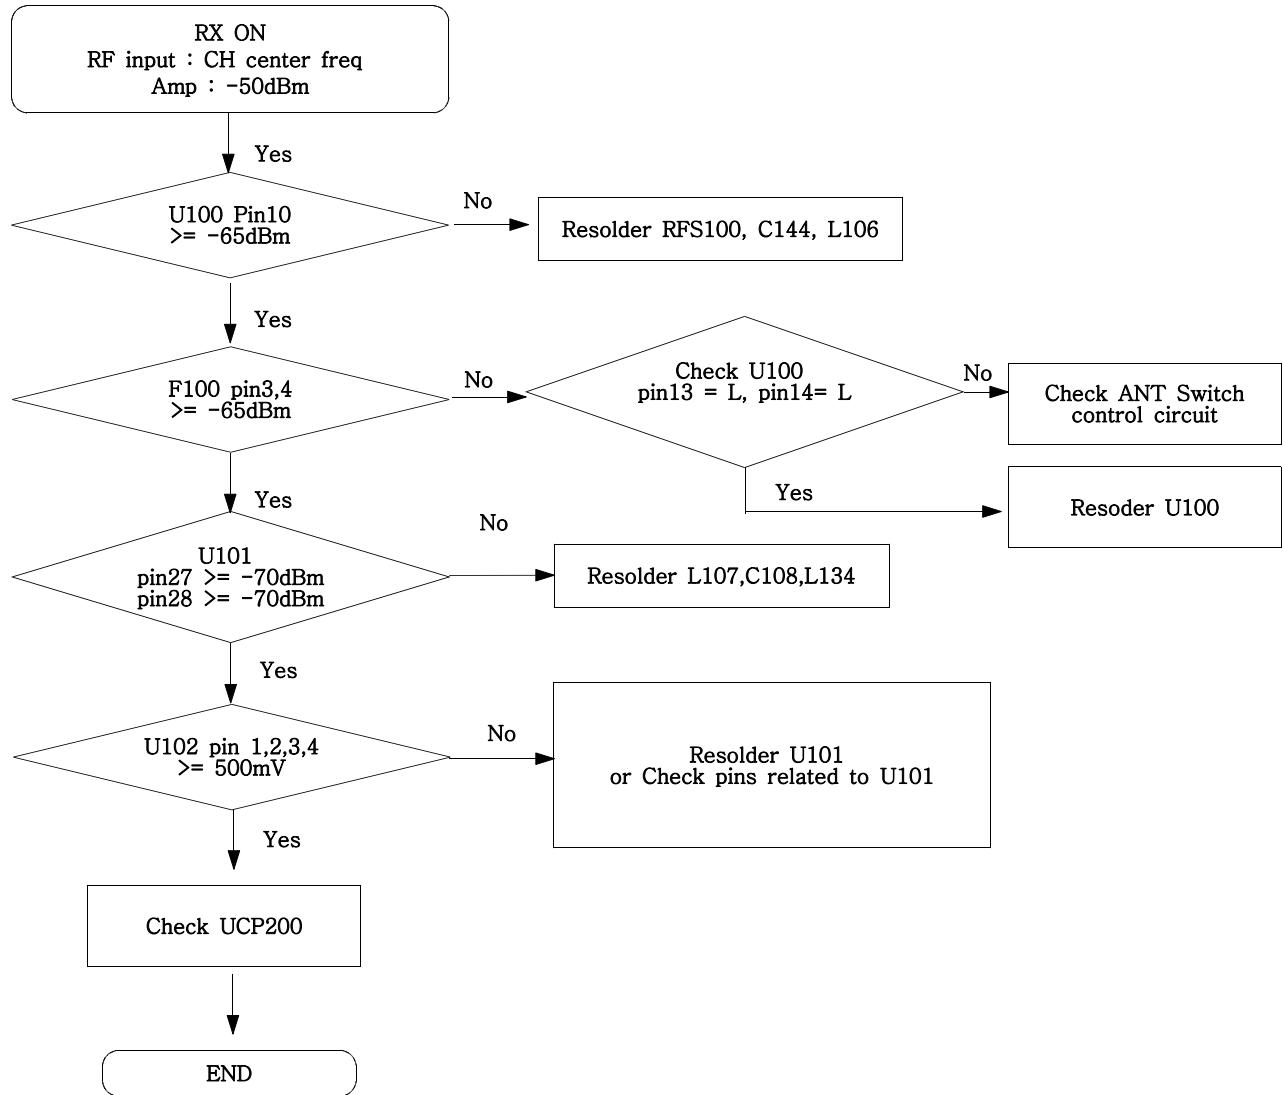 RX ON
RF input : CH center freq
Amp : -50dBm
Yes
U100 Pin10
>= -65dBm
No
Resolder RFS100, C144, L106
Yes
F100 pin3,4
>= -65dBm
No
Check U100
pin13 = L, pin14= L
No
Check ANT Switch
control circuit
Yes
Resoder U100
Yes
U101
pin27 >= -70dBm
pin28 >= -70dBm
No
Resolder L107,C108,L134
Yes
U102 pin 1,2,3,4
>= 500mV
No
Resolder U101
or Check pins related to U101
Yes
Check UCP200
END